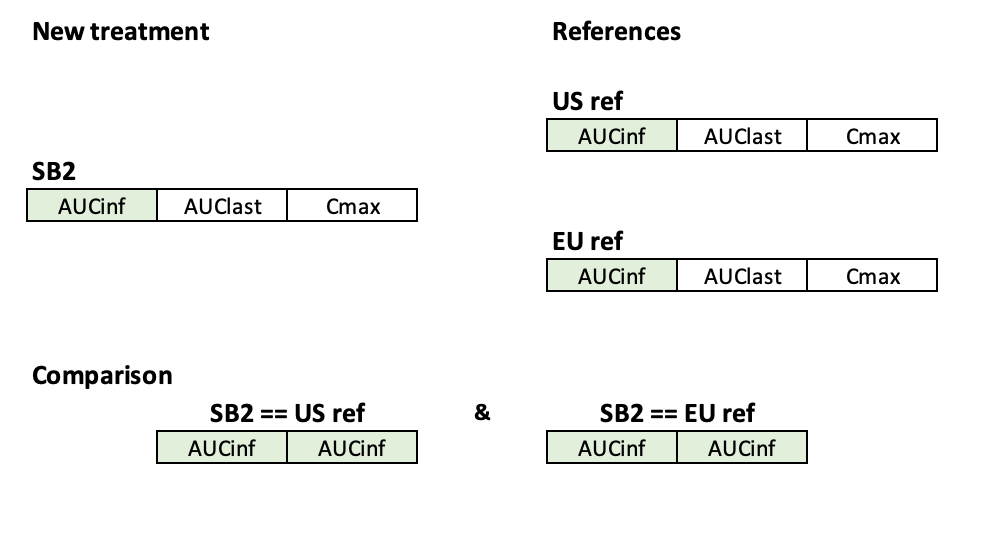 New treatment
References
US ref
AUCinf AUClast Cmax
SB2
AUCinf AUClast Cmax
EU ref
AUCinf AUClast Cmax
Comparison
SB2 == US ref & SB2 == EU ref
AUCinf AUCinf AUCinf AUCinf